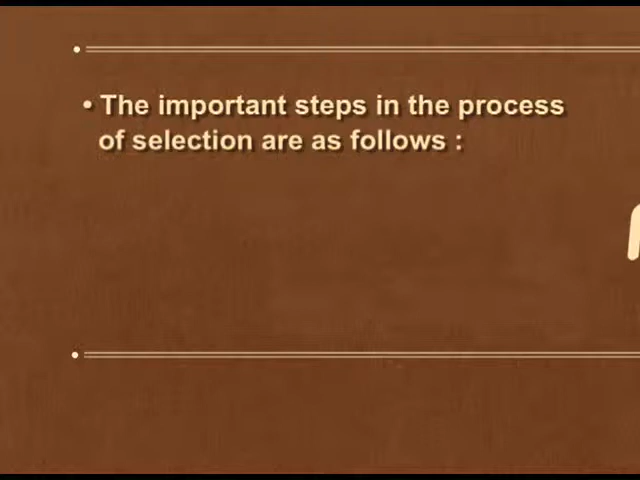 • The important steps in the process
of selection are as follows :